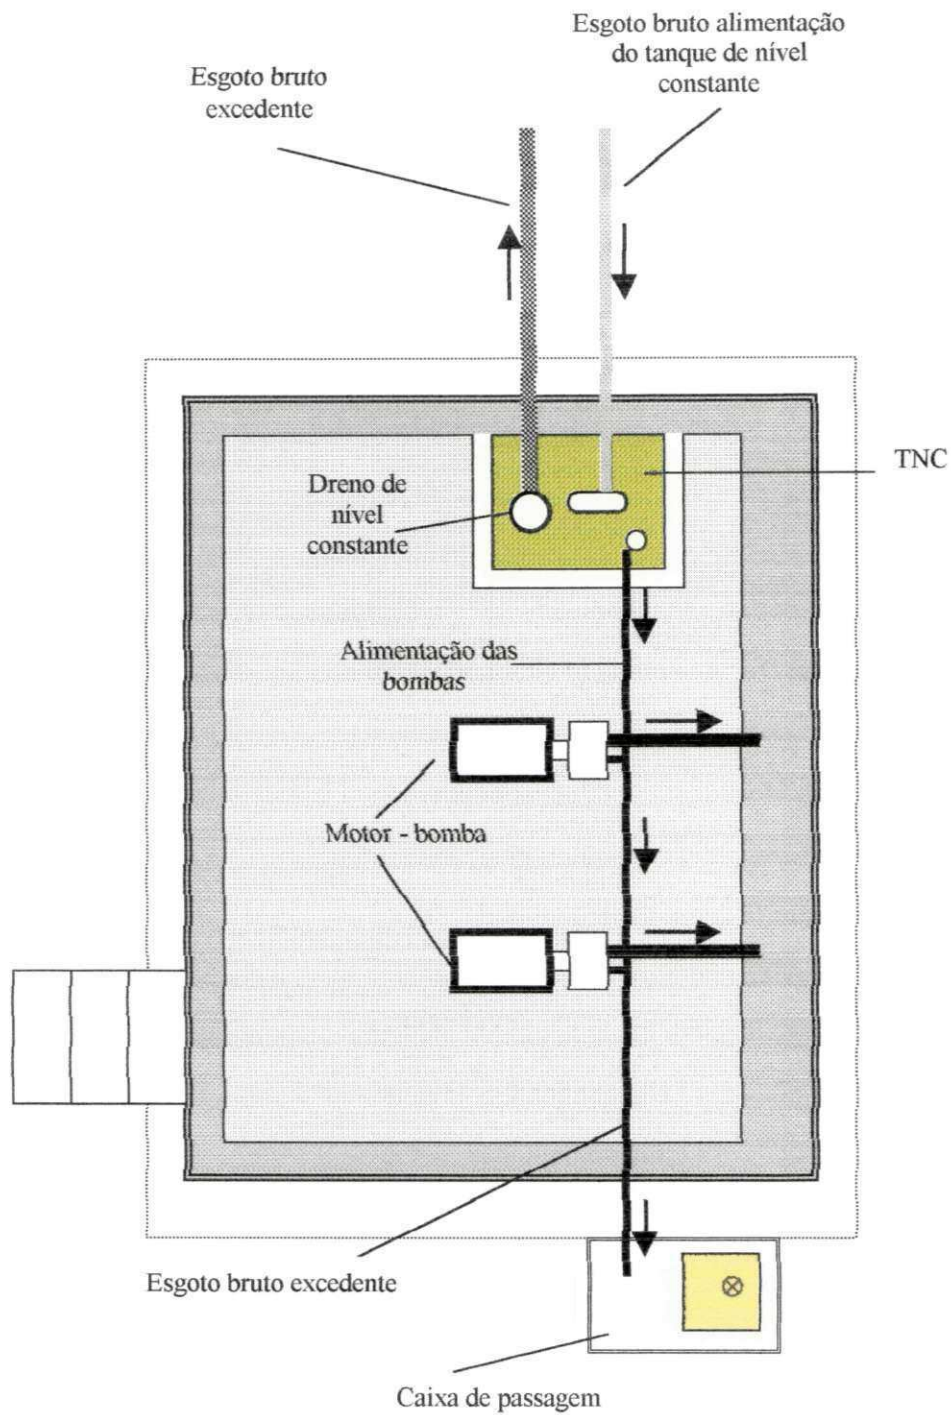 Esgoto bruto alimentação
do tanque de nível
constante
Esgoto bruto
excedente
TNC
Dreno de
nível
constante
Alimentação das
bombas
Motor - bomba
Esgoto bruto excedente
Caixa de passagem